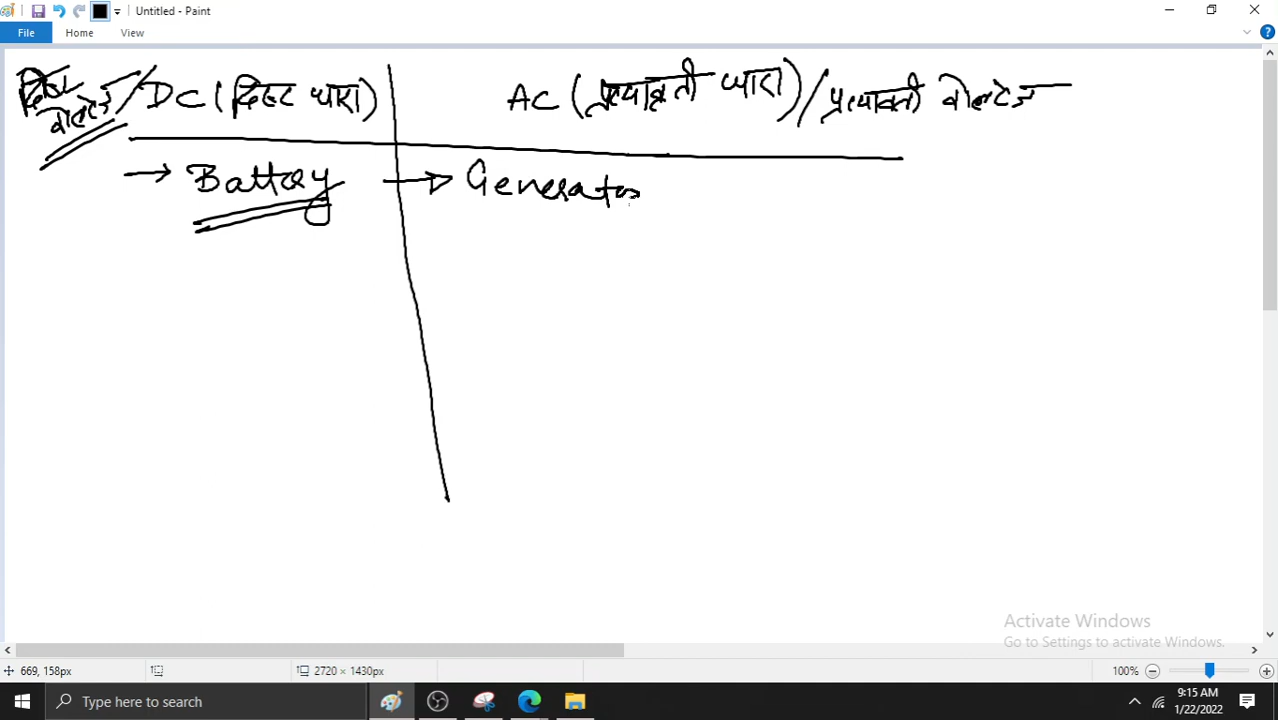 Untitled - Paint
File Home View
दिष्ट वोल्टेज / DC (दिष्ट धारा)
AC (प्रत्यावर्ती धारा) / प्रत्यावर्ती वोल्टेज
→ Battery → Generator
Activate Windows
Go to Settings to activate Windows.
669, 158px 2720 × 1430px 100%
Type here to search
9:15 AM
1/22/2022